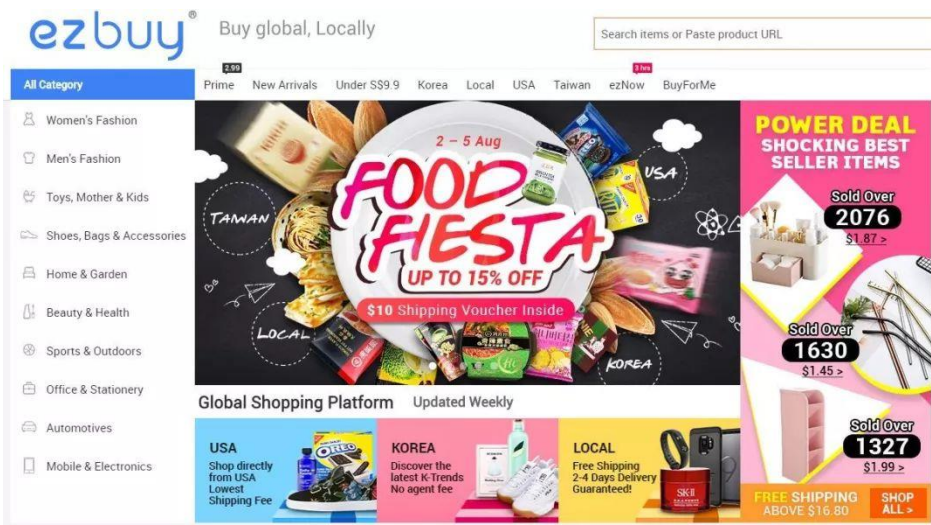 ezbuy®
Buy global, Locally
Search items or Paste product URL
All Category
2.99
3 hrs
Prime New Arrivals Under S$9.9 Korea Local USA Taiwan ezNow BuyForMe
Women's Fashion
Men's Fashion
Toys, Mother & Kids
Shoes, Bags & Accessories
Home & Garden
Beauty & Health
Sports & Outdoors
Office & Stationery
Automotives
Mobile & Electronics
2 – 5 Aug
FOOD
FIESTA
UP TO 15% OFF
$10 Shipping Voucher Inside
TAIWAN
USA
LOCAL
KOREA
OREO
POWER DEAL
SHOCKING BEST
SELLER ITEMS
Sold Over
2076
$1.87 >
Sold Over
1630
$1.45 >
Sold Over
1327
$1.99 >
FREE SHIPPING
ABOVE $16.80
SHOP
ALL >
Global Shopping Platform Updated Weekly
USA
Shop directly
from USA
Lowest
Shipping Fee
OREO
KOREA
Discover the
latest K-Trends
No agent fee
LOCAL
Free Shipping
2-4 Days Delivery
Guaranteed!
SK-II